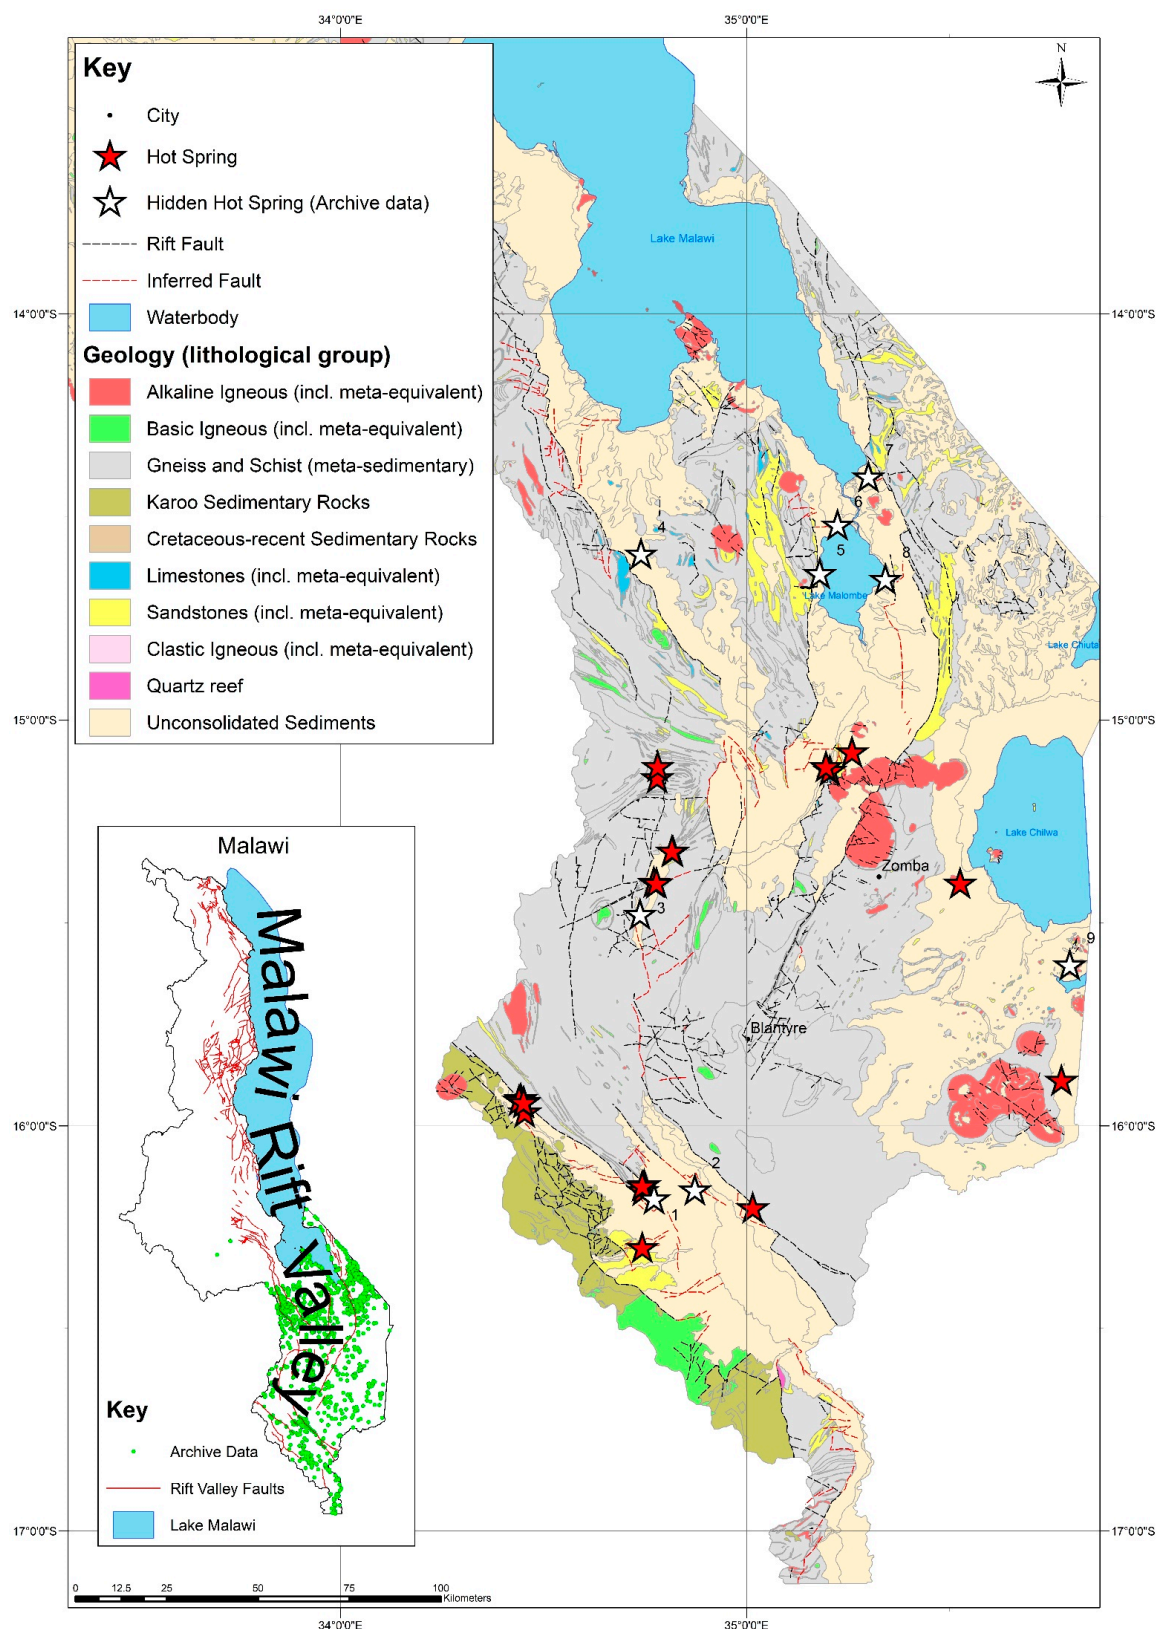 34°0'0"E
35°0'0"E
Key
City
Hot Spring
Hidden Hot Spring (Archive data)
Rift Fault
Inferred Fault
Waterbody
Geology (lithological group)
Alkaline Igneous (incl. meta-equivalent)
Basic Igneous (incl. meta-equivalent)
Gneiss and Schist (meta-sedimentary)
Karoo Sedimentary Rocks
Cretaceous-recent Sedimentary Rocks
Limestones (incl. meta-equivalent)
Sandstones (incl. meta-equivalent)
Clastic Igneous (incl. meta-equivalent)
Quartz reef
Unconsolidated Sediments
N
Lake Malawi
14°0'0"S
14°0'0"S
7
6
4
5
8
Lake Malombe
Lake Chiuta
15°0'0"S
15°0'0"S
Lake Chilwa
Zomba
3
9
Blantyre
16°0'0"S
16°0'0"S
2
1
17°0'0"S
17°0'0"S
Malawi
Malawi Rift Valley
Key
Archive Data
Rift Valley Faults
Lake Malawi
0 12.5 25 50 75 100
Kilometers
34°0'0"E
35°0'0"E